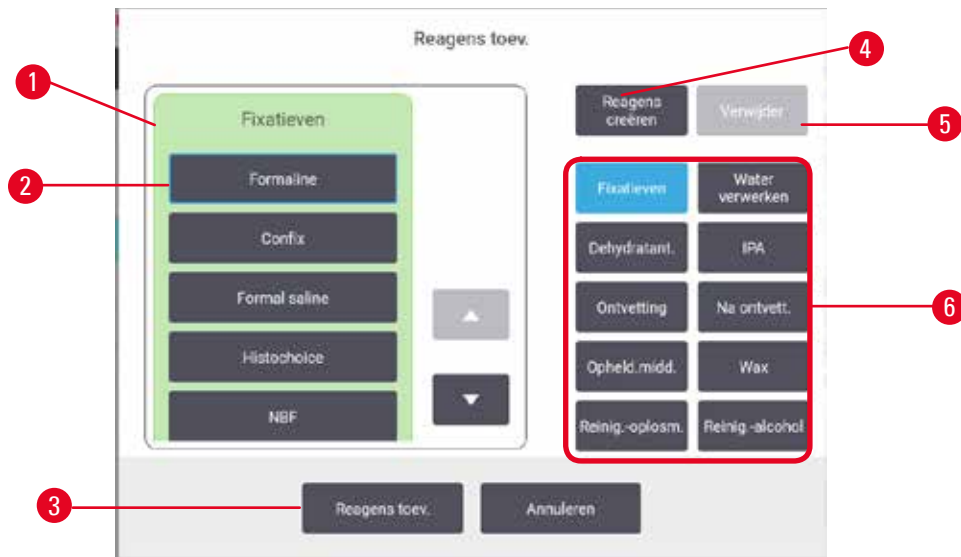 Reagens toev.
4
1
Reagens
creëren
Verwijder
5
Fixatieven
2
Formaline
Fixatieven
Water
verwerken
Confix
Dehydratant.
IPA
Formal saline
Ontvetting
Na ontvett.
6
Histochoice
Opheld.midd.
Wax
NBF
Reinig.-oplosm.
Reinig-alcohol
3
Reagens toev.
Annuleren